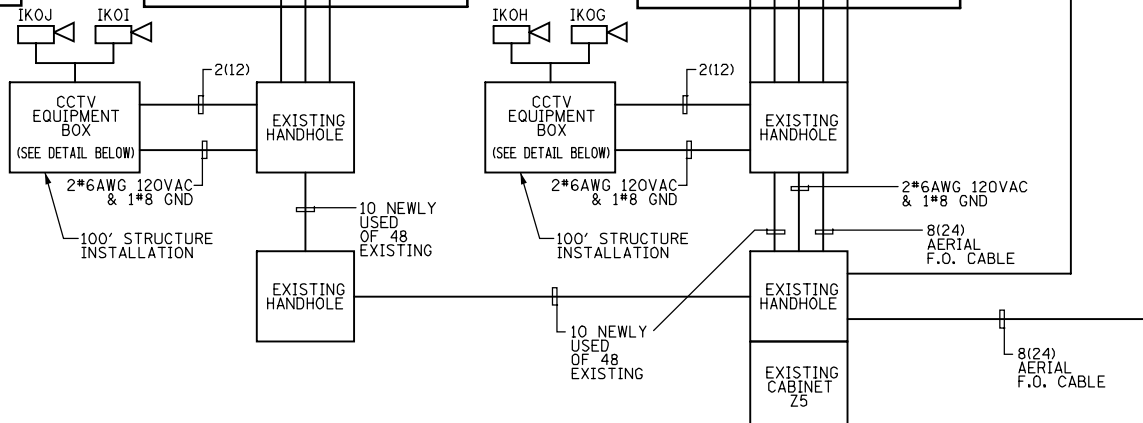 IKOJ
IKOI
IKOH
IKOG
2(12)
2(12)
CCTV
EQUIPMENT
BOX
(SEE DETAIL BELOW)
EXISTING
HANDHOLE
CCTV
EQUIPMENT
BOX
(SEE DETAIL BELOW)
EXISTING
HANDHOLE
2#6AWG 120VAC
& 1#8 GND
2#6AWG 120VAC
& 1#8 GND
2#6AWG 120VAC
& 1#8 GND
100' STRUCTURE
INSTALLATION
10 NEWLY
USED
OF 48
EXISTING
100' STRUCTURE
INSTALLATION
8(24)
AERIAL
F.O. CABLE
EXISTING
HANDHOLE
EXISTING
HANDHOLE
10 NEWLY
USED
OF 48
EXISTING
8(24)
AERIAL
F.O. CABLE
EXISTING
CABINET
Z5